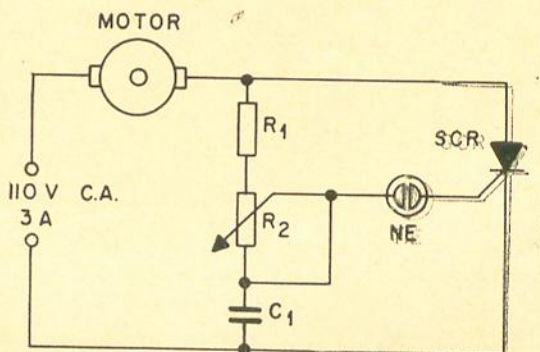 MOTOR
R1
SCR
110 V C.A.
3 A
R2
NE
C1